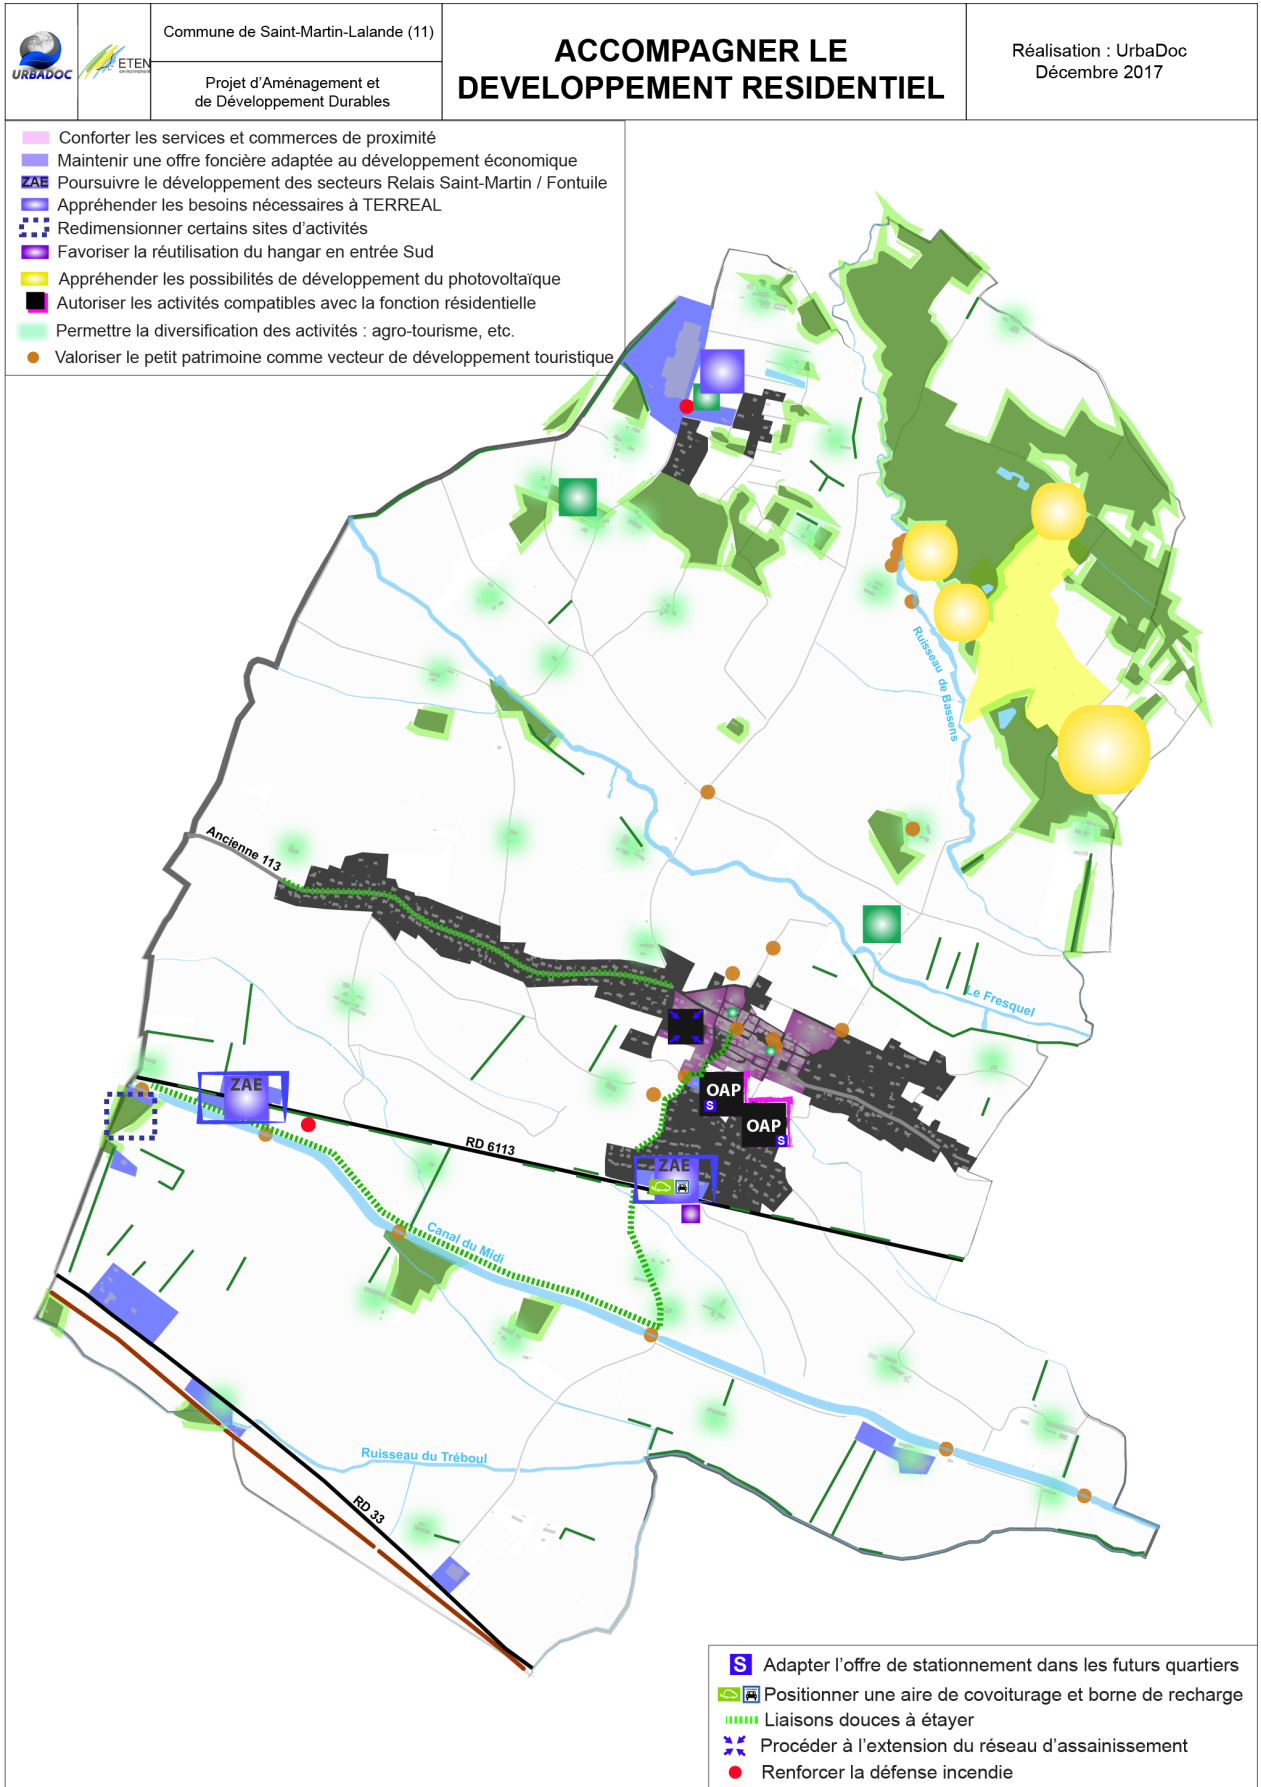 URBADOC
ETEN
environnement
Commune de Saint-Martin-Lalande (11)
Projet d’Aménagement et
de Développement Durables
ACCOMPAGNER LE
DEVELOPPEMENT RESIDENTIEL
Réalisation : UrbaDoc
Décembre 2017
Conforter les services et commerces de proximité
Maintenir une offre foncière adaptée au développement économique
ZAE Poursuivre le développement des secteurs Relais Saint-Martin / Fontuile
Appréhender les besoins nécessaires à TERREAL
Redimensionner certains sites d’activités
Favoriser la réutilisation du hangar en entrée Sud
Appréhender les possibilités de développement du photovoltaïque
Autoriser les activités compatibles avec la fonction résidentielle
Permettre la diversification des activités : agro-tourisme, etc.
Valoriser le petit patrimoine comme vecteur de développement touristique
Ruisseau de Bassens
Ancienne 113
Le Fresquel
ZAE
OAP
S
OAP
S
RD 6113
ZAE
Canal du Midi
Ruisseau du Tréboul
RD 33
S Adapter l’offre de stationnement dans les futurs quartiers
Positionner une aire de covoiturage et borne de recharge
Liaisons douces à étayer
Procéder à l’extension du réseau d’assainissement
Renforcer la défense incendie